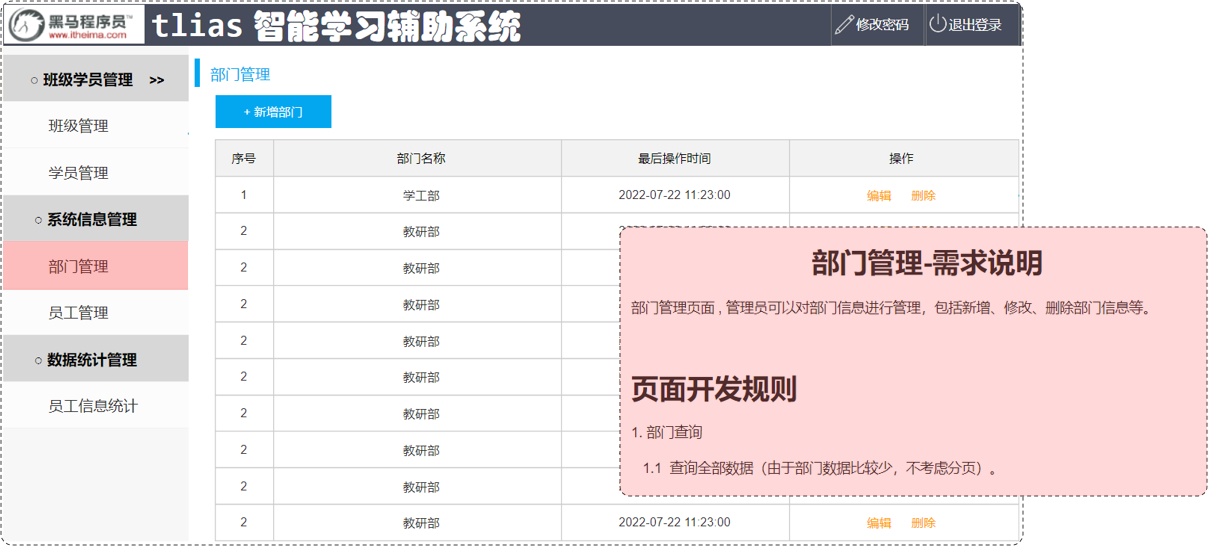 黑马程序员™
www.itheima.com
tlias 智能学习辅助系统
修改密码
退出登录
○ 班级学员管理 >>
班级管理
学员管理
○ 系统信息管理
部门管理
员工管理
○ 数据统计管理
员工信息统计
部门管理
+ 新增部门
序号 部门名称 最后操作时间 操作
1 学工部 2022-07-22 11:23:00 编辑 删除
2 教研部
2 教研部
2 教研部
2 教研部
2 教研部
2 教研部
2 教研部
2 教研部
2 教研部 2022-07-22 11:23:00 编辑 删除
部门管理-需求说明
部门管理页面 , 管理员可以对部门信息进行管理，包括新增、修改、删除部门信息等。
页面开发规则
1. 部门查询
1.1 查询全部数据（由于部门数据比较少，不考虑分页）。